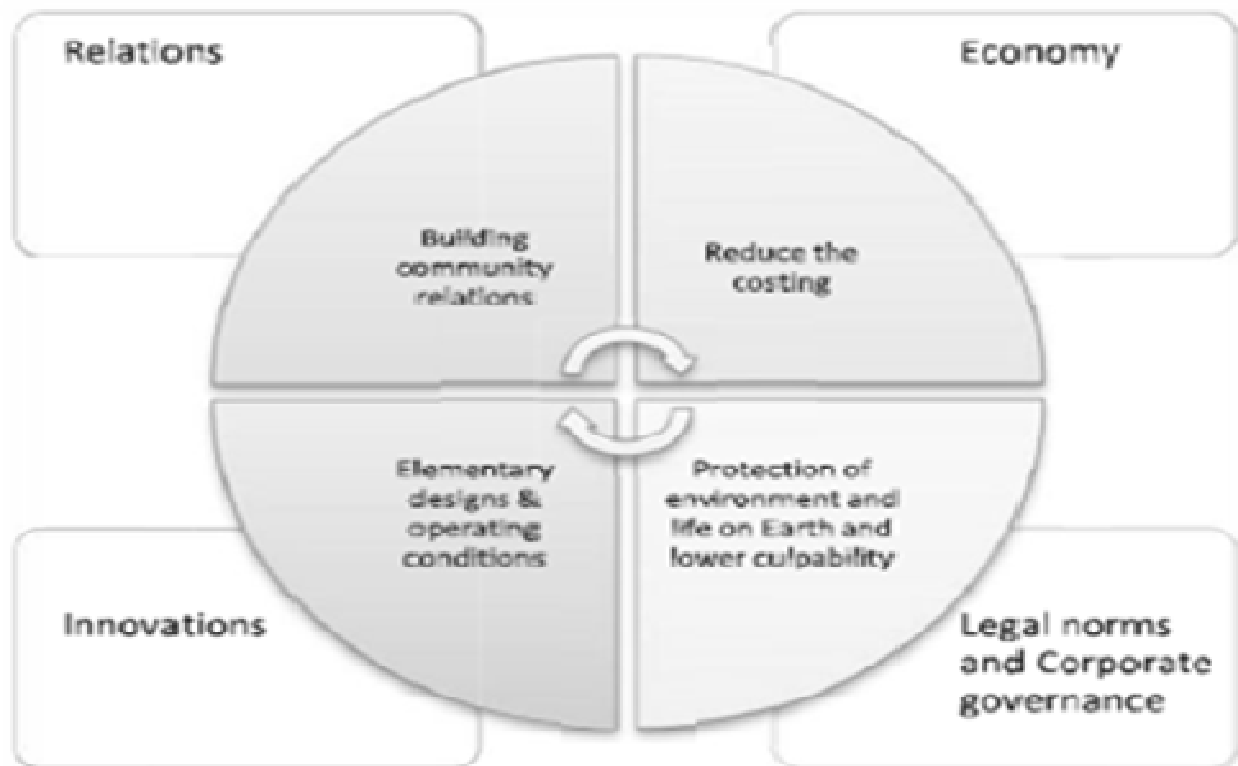 Relations
Economy
Building
community
relations
Reduce the
costing
Elementary
designs &
operating
conditions
Protection of
environment and
life on Earth and
lower culpability
Innovations
Legal norms
and Corporate
governance